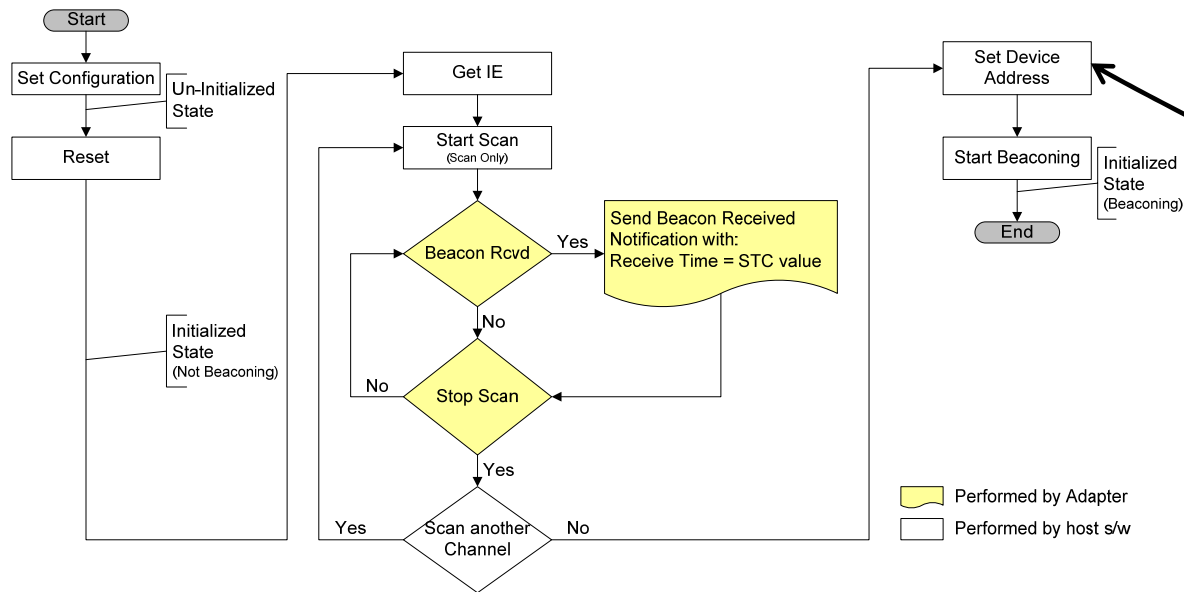 Start
Set Configuration
Un-Initialized
State
Reset
Initialized
State
(Not Beaconing)
Get IE
Start Scan
(Scan Only)
Beacon Rcvd
Yes
Send Beacon Received
Notification with:
Receive Time = STC value
No
Stop Scan
No
Yes
Scan another
Channel
Yes
No
Set Device
Address
Start Beaconing
Initialized
State
(Beaconing)
End
Performed by Adapter
Performed by host s/w